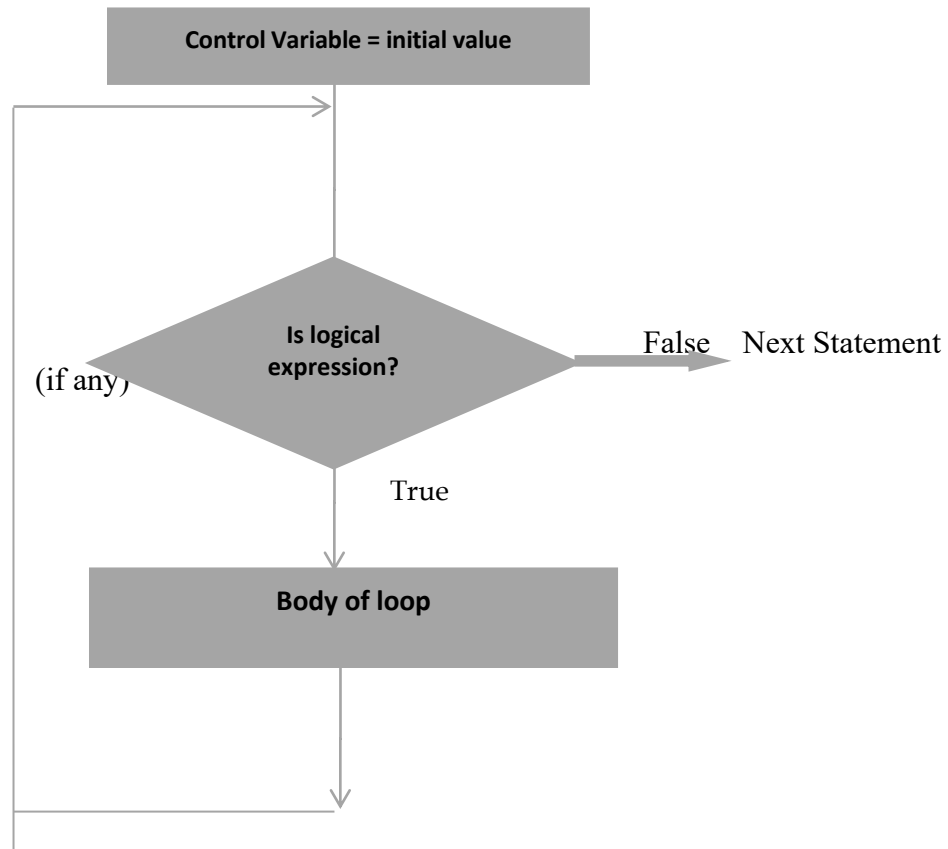 Control Variable = initial value
Is logical
expression?
False Next Statement
(if any)
True
Body of loop